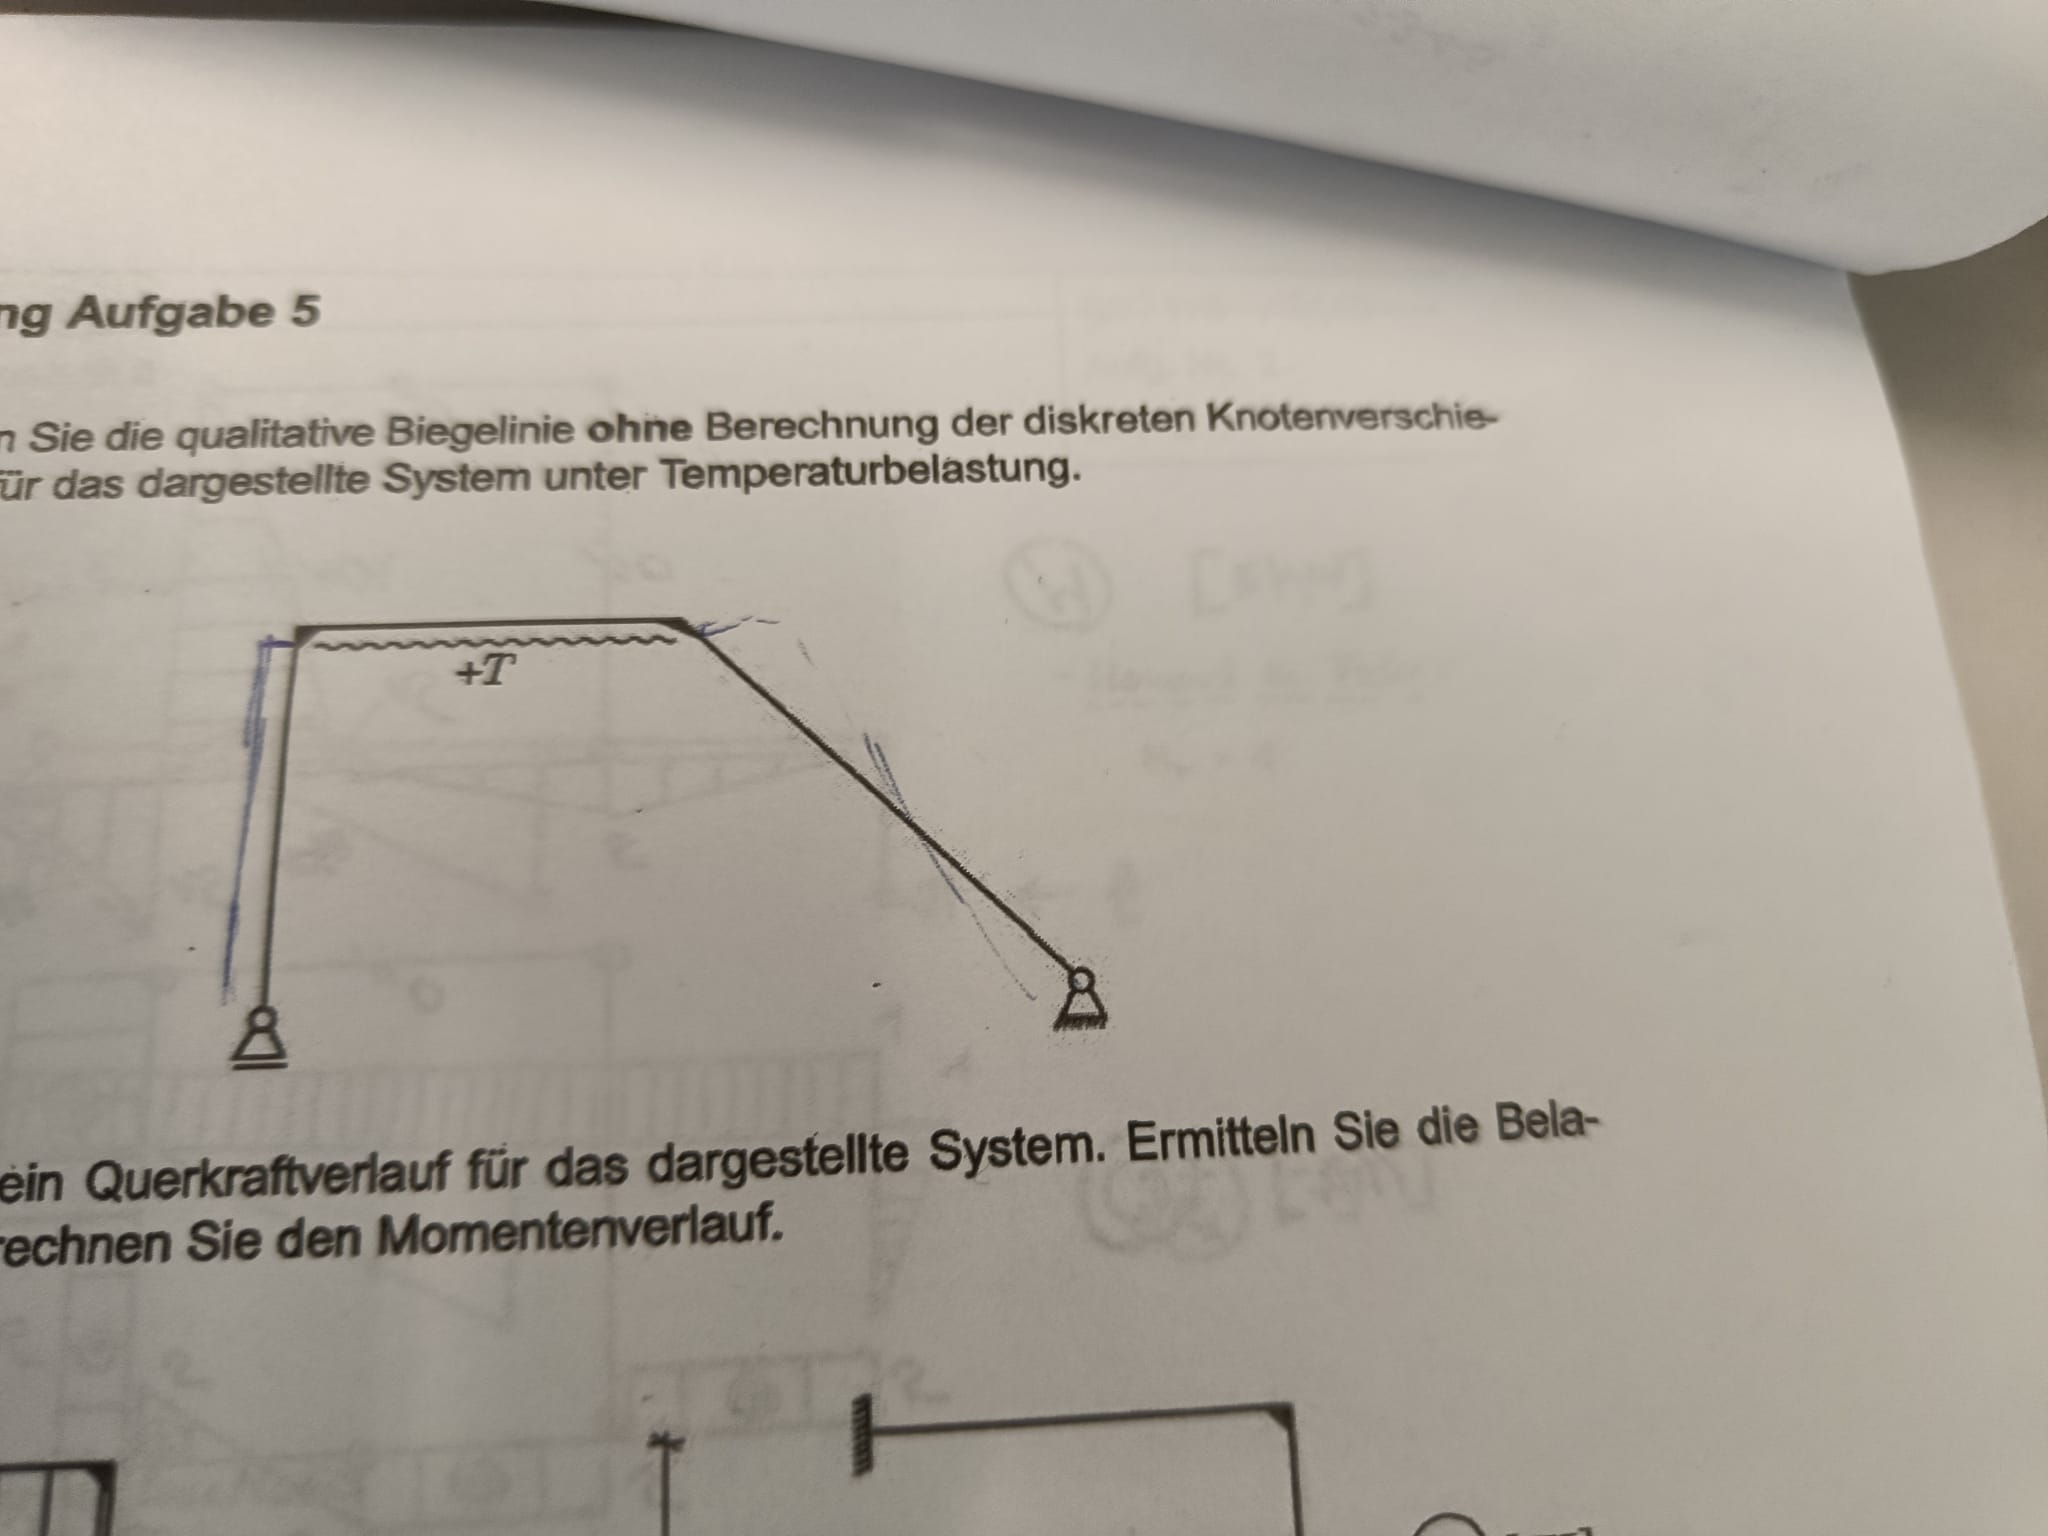 ng Aufgabe 5
n Sie die qualitative Biegelinie ohne Berechnung der diskreten Knotenverschie-
für das dargestellte System unter Temperaturbelastung.
+T
ein Querkraftverlauf für das dargestellte System. Ermitteln Sie die Bela-
rechnen Sie den Momentenverlauf.